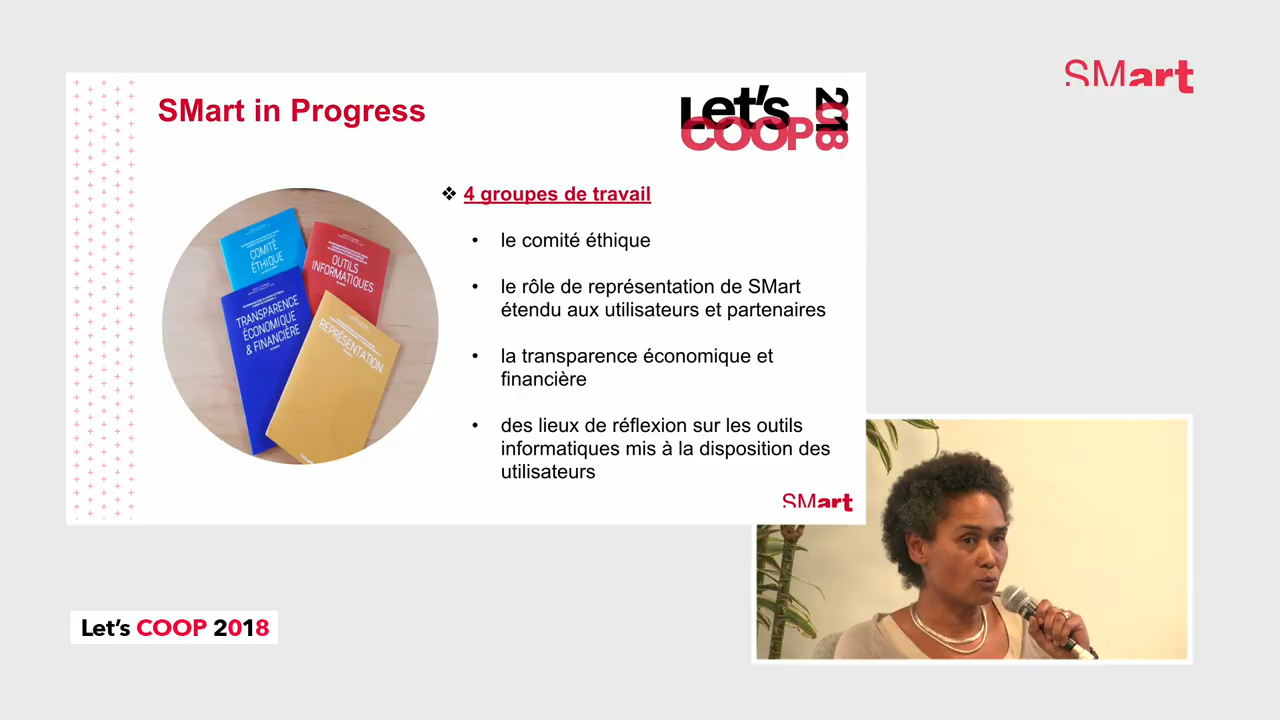 SMart
SMart in Progress
Let's
COOP
2018
❖ 4 groupes de travail
• le comité éthique
• le rôle de représentation de SMart
étendu aux utilisateurs et partenaires
• la transparence économique et
financière
• des lieux de réflexion sur les outils
informatiques mis à la disposition des
utilisateurs
COMITÉ
ÉTHIQUE
OUTILS
INFORMATIQUES
TRANSPARENCE
ÉCONOMIQUE
& FINANCIÈRE
REPRÉSENTATION
SMart
Let's COOP 2018